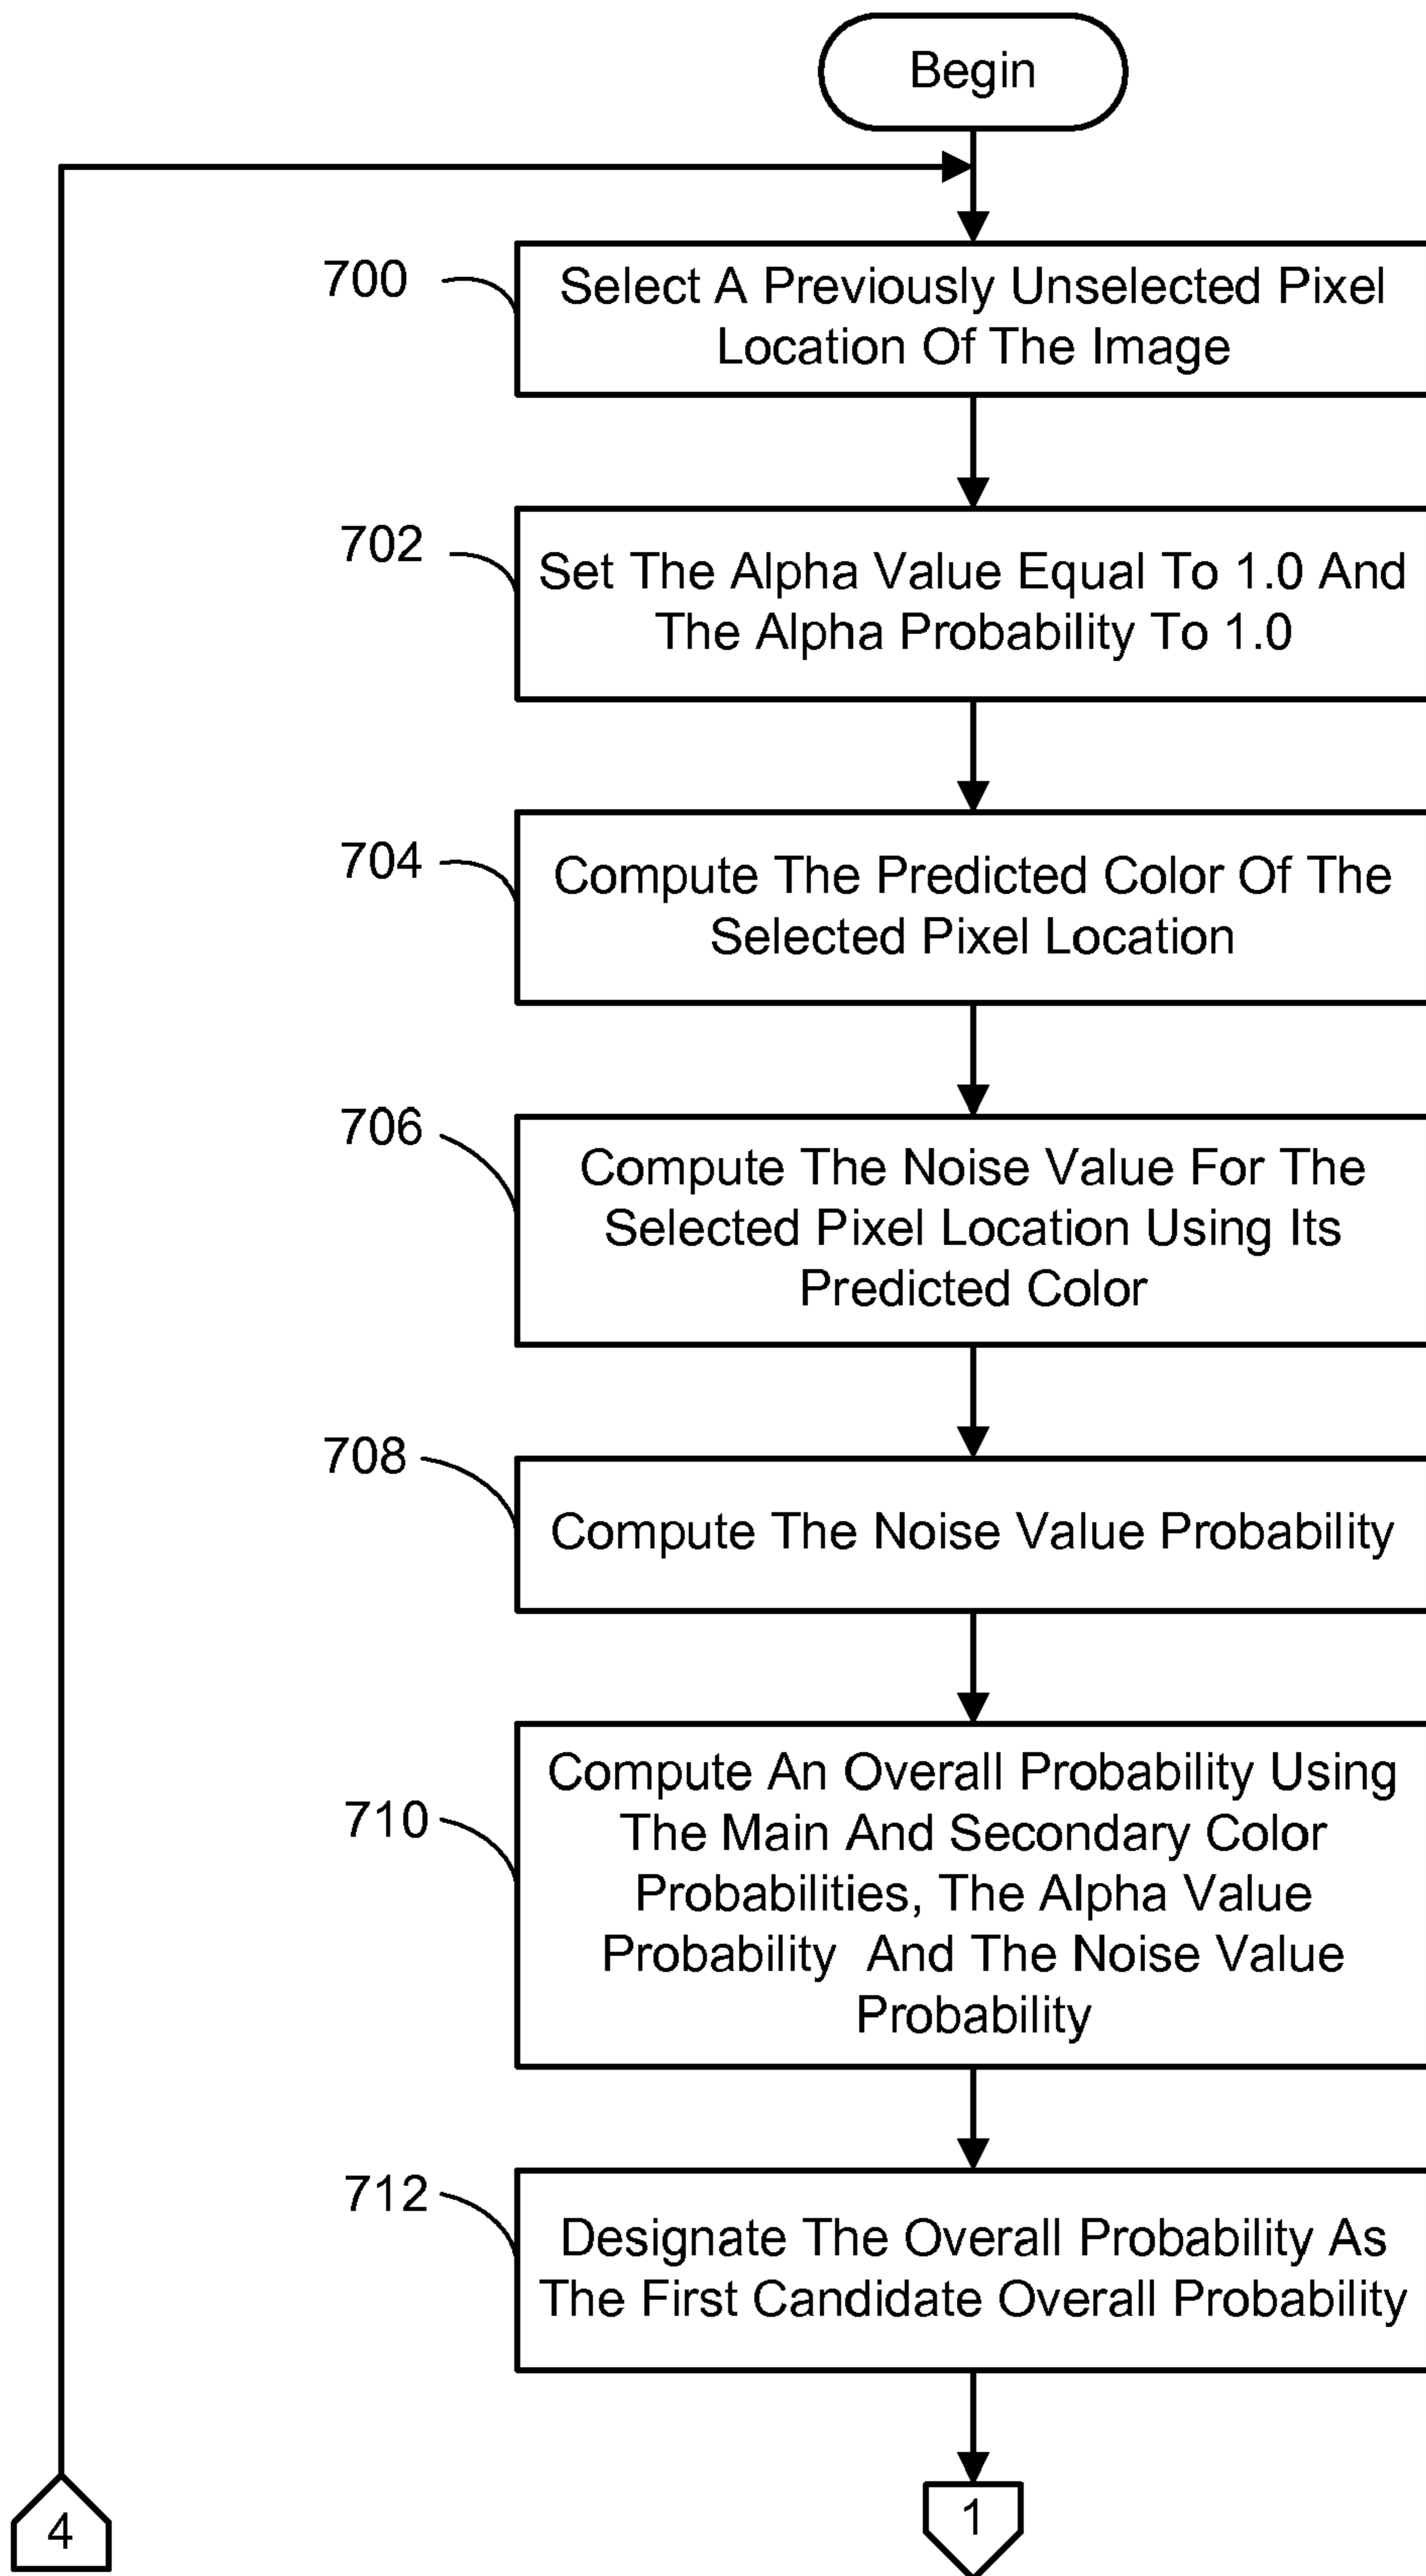 Begin
700
Select A Previously Unselected Pixel
Location Of The Image
702
Set The Alpha Value Equal To 1.0 And
The Alpha Probability To 1.0
704
Compute The Predicted Color Of The
Selected Pixel Location
706
Compute The Noise Value For The
Selected Pixel Location Using Its
Predicted Color
708
Compute The Noise Value Probability
710
Compute An Overall Probability Using
The Main And Secondary Color
Probabilities, The Alpha Value
Probability And The Noise Value
Probability
712
Designate The Overall Probability As
The First Candidate Overall Probability
4
1